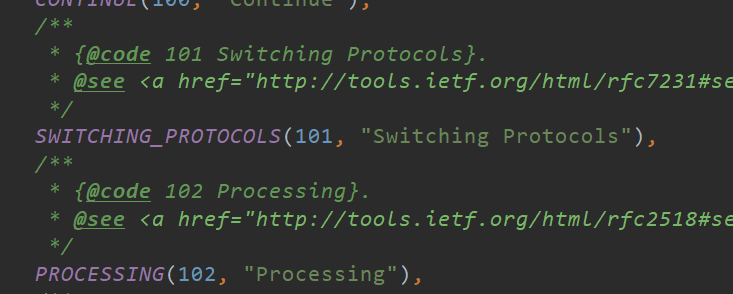 CONTINUE(100, "Continue"),
/**
* {@code 101 Switching Protocols}.
* @see <a href="http://tools.ietf.org/html/rfc7231#se
*/
SWITCHING_PROTOCOLS(101, "Switching Protocols"),
/**
* {@code 102 Processing}.
* @see <a href="http://tools.ietf.org/html/rfc2518#se
*/
PROCESSING(102, "Processing"),